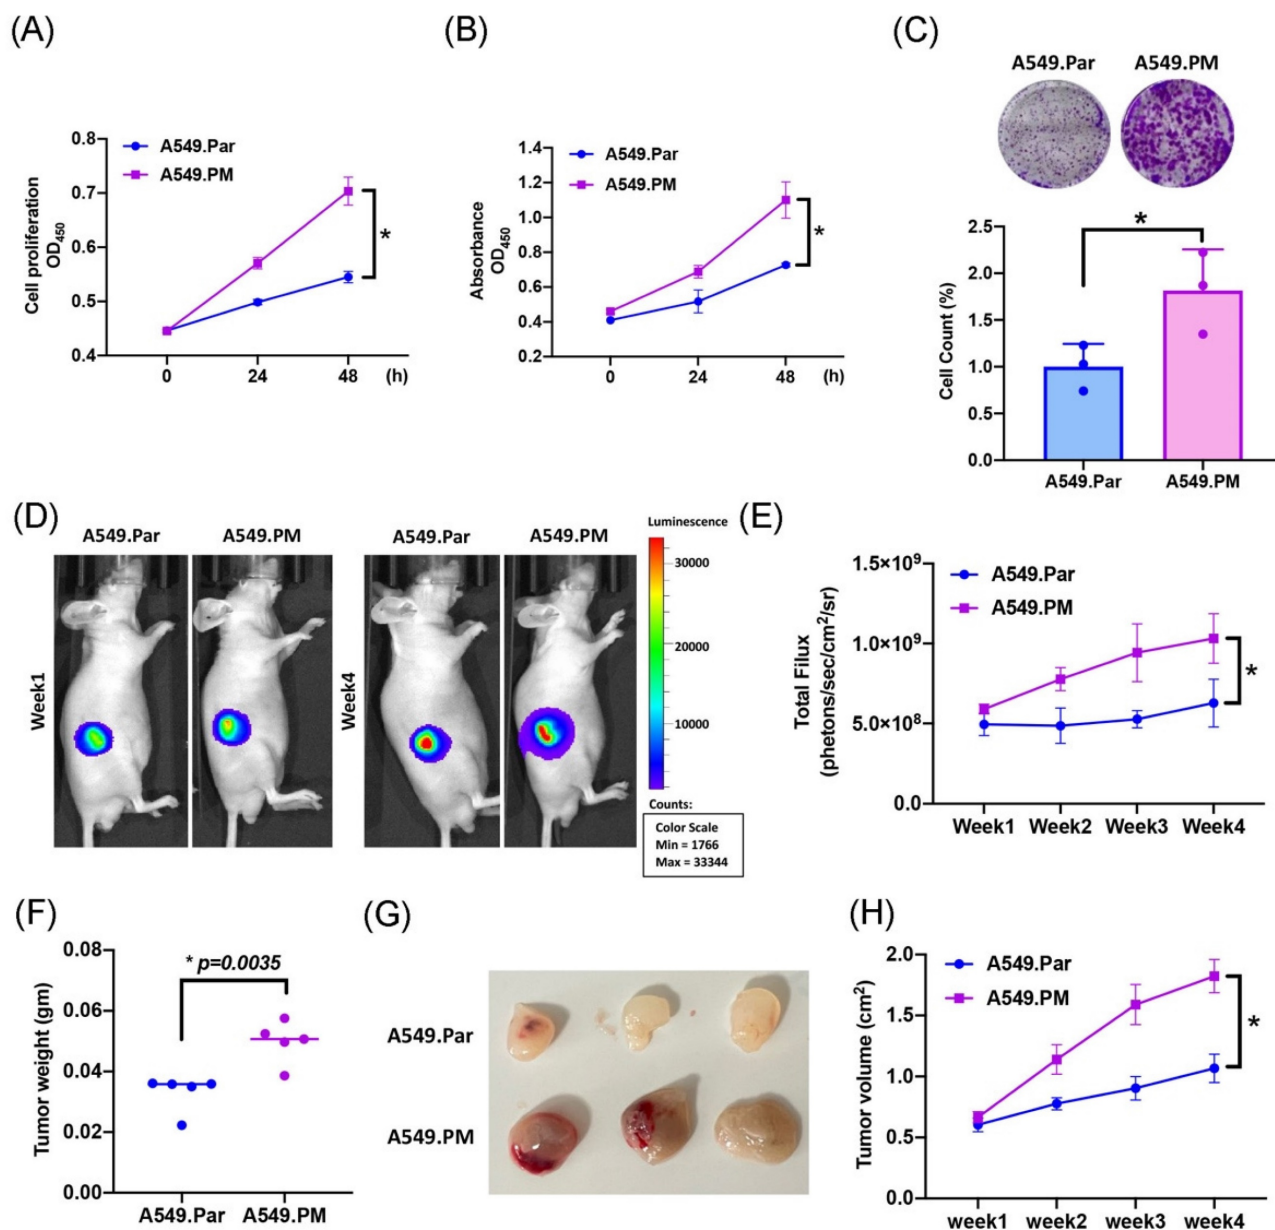 (A)
A549.Par
A549.PM
Cell proliferation
OD450
0.8
0.7
0.6
0.5
0.4
*
0
24
48
(h)
(B)
A549.Par
A549.PM
Absorbance
OD450
1.4
1.2
1.0
0.8
0.6
0.4
0.2
*
0
24
48
(h)
(C)
A549.Par
A549.PM
Cell Count (%)
2.5
2.0
1.5
1.0
0.5
0.0
*
A549.Par
A549.PM
(D)
A549.Par
A549.PM
A549.Par
A549.PM
Week1
Week4
Luminescence
30000
20000
10000
Counts:
Color Scale
Min = 1766
Max = 33344
(E)
A549.Par
A549.PM
Total Filux
(phetons/sec/cm²/sr)
1.5×10⁹
1.0×10⁹
5.0×10⁸
0.0
*
Week1
Week2
Week3
Week4
(F)
Tumor weight (gm)
0.08
0.06
0.04
0.02
0.00
* p=0.0035
A549.Par
A549.PM
(G)
A549.Par
A549.PM
(H)
A549.Par
A549.PM
Tumor volume (cm²)
2.0
1.5
1.0
0.5
0.0
*
week1
week2
week3
week4